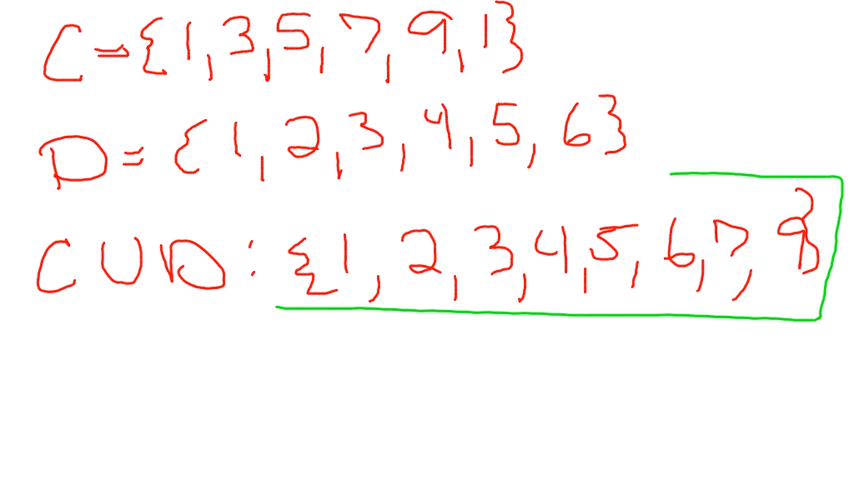 C = {1, 3, 5, 7, 9, 1}
D = {1, 2, 3, 4, 5, 6}
C U D : {1, 2, 3, 4, 5, 6, 7, 9}